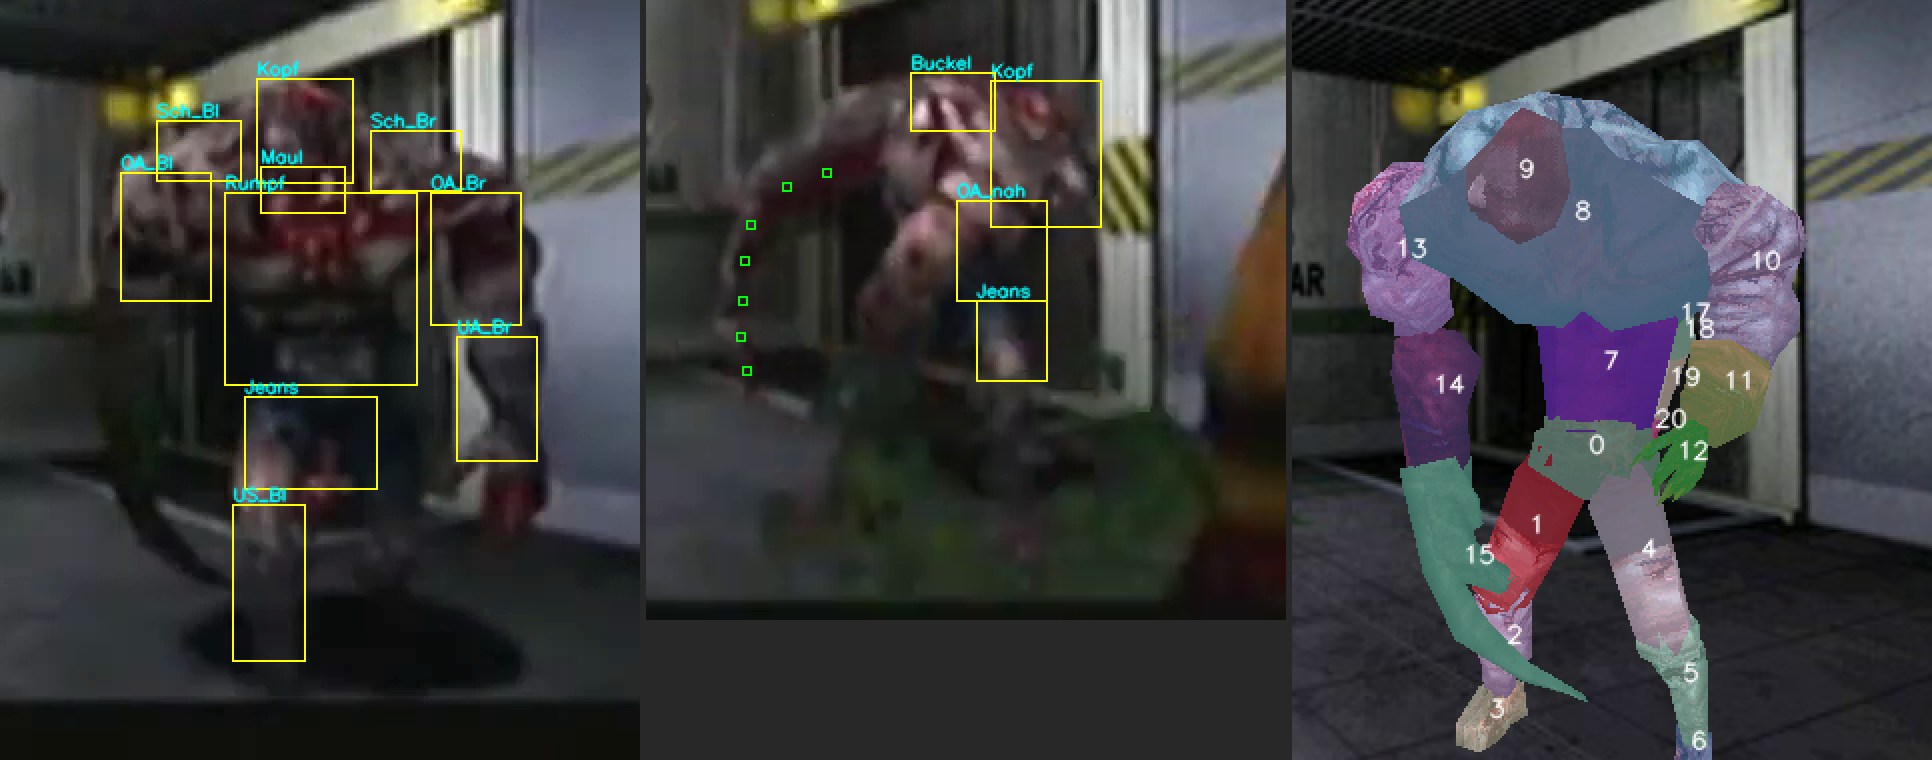 Kopf
Sch_Bl
Sch_Br
OA_Bl
Maul
Rumpf
OA_Br
UA_Br
Jeans
US_Bl
Buckel
Kopf
OA_nah
Jeans
AR
9
8
13
10
17
18
7
19
11
14
20
0
12
1
15
4
2
5
3
6